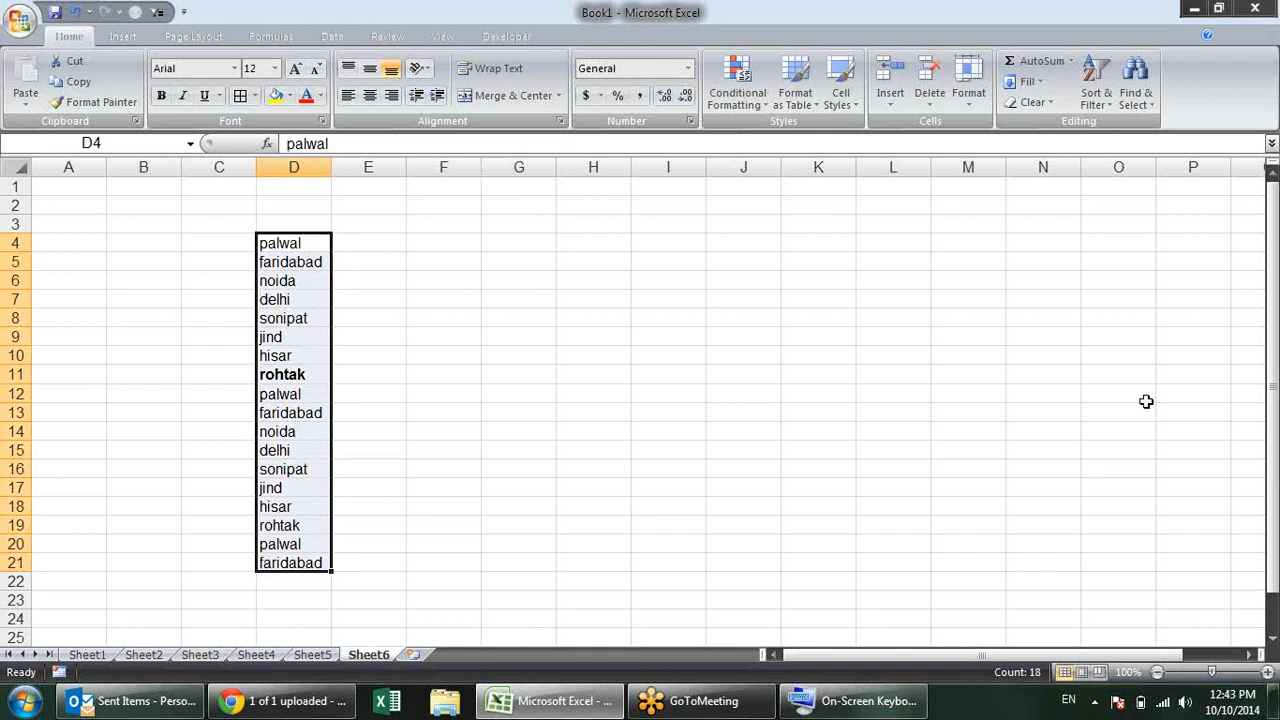 Book1 - Microsoft Excel
Home Insert Page Layout Formulas Data Review View Developer
Paste
Cut
Copy
Format Painter
Clipboard
Arial 12
Font
Wrap Text
Merge & Center
Alignment
General
$ % ,
Number
Conditional Formatting
Format as Table
Cell Styles
Styles
Insert
Delete
Format
Cells
AutoSum
Fill
Clear
Sort & Filter
Find & Select
Editing
D4 fx palwal
A B C D E F G H I J K L M N O P
1
2
3
4 palwal
5 faridabad
6 noida
7 delhi
8 sonipat
9 jind
10 hisar
11 rohtak
12 palwal
13 faridabad
14 noida
15 delhi
16 sonipat
17 jind
18 hisar
19 rohtak
20 palwal
21 faridabad
22
23
24
25
Sheet1 Sheet2 Sheet3 Sheet4 Sheet5 Sheet6
Ready Count: 18 100%
Sent Items - Perso... 1 of 1 uploaded - ... Microsoft Excel - ... GoToMeeting On-Screen Keybo... EN 12:43 PM
10/10/2014